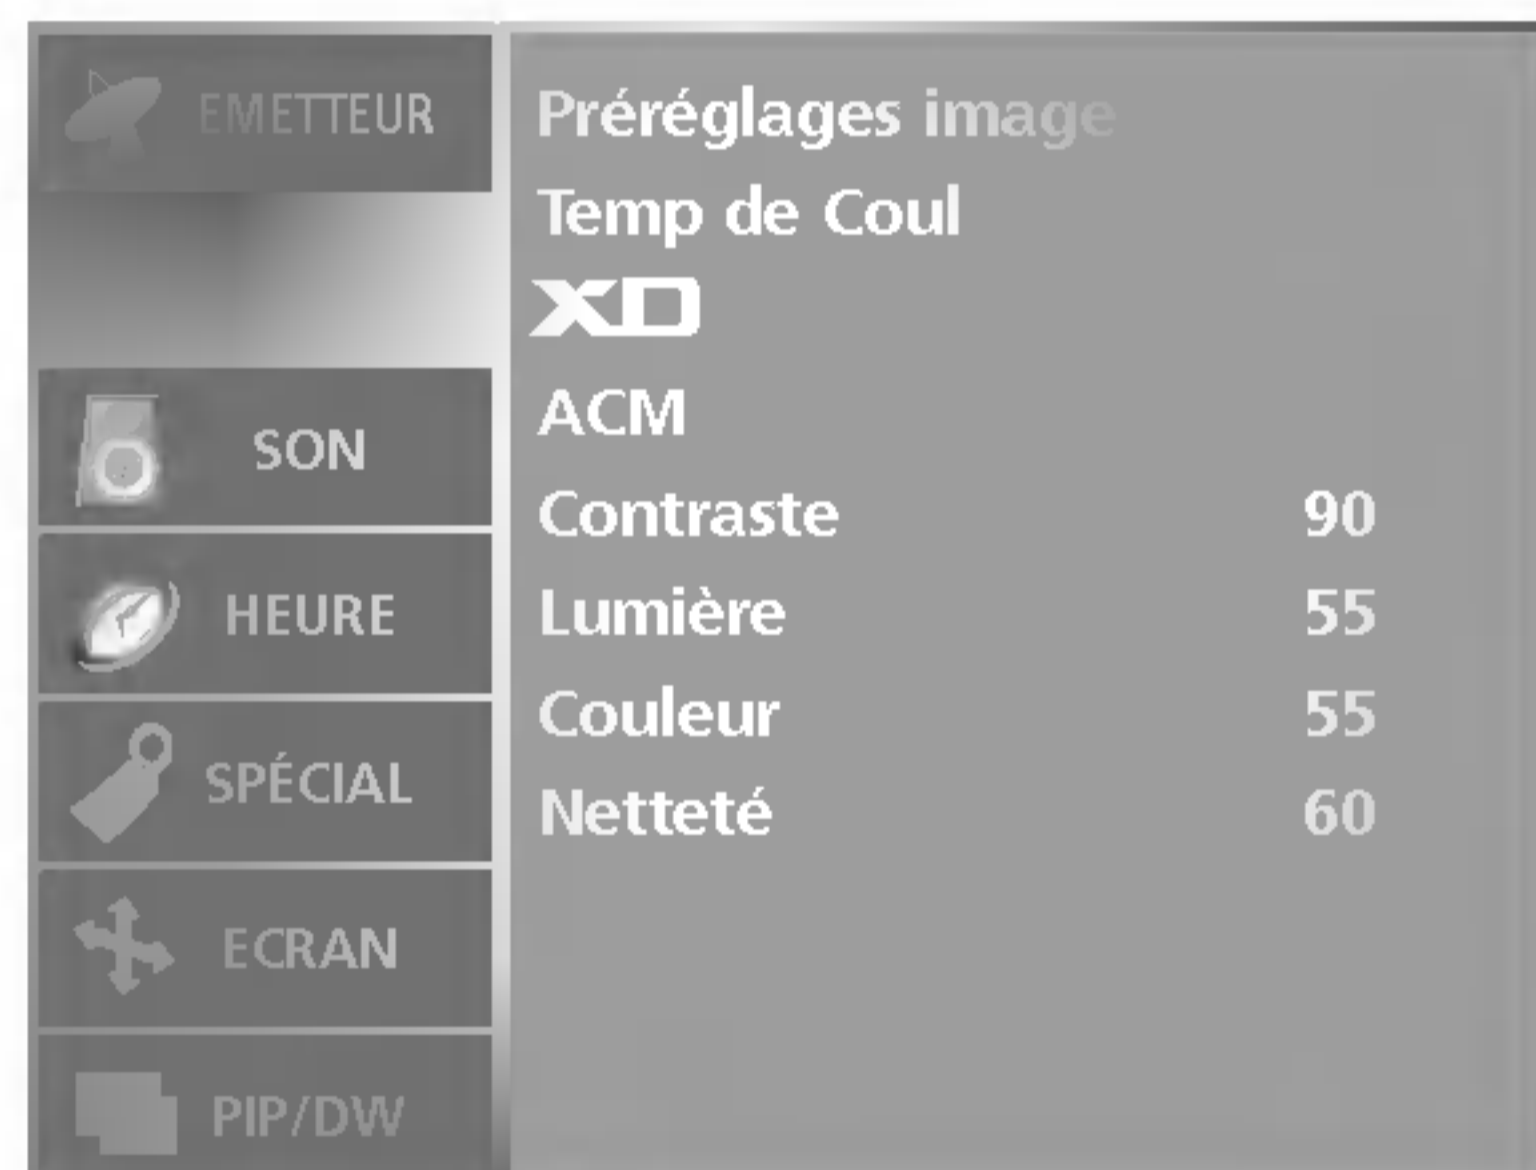 EMETTEUR
SON
HEURE
SPÉCIAL
ECRAN
PIP/DW
Préréglages image
Temp de Coul
XD
ACM
Contraste 90
Lumière 55
Couleur 55
Netteté 60